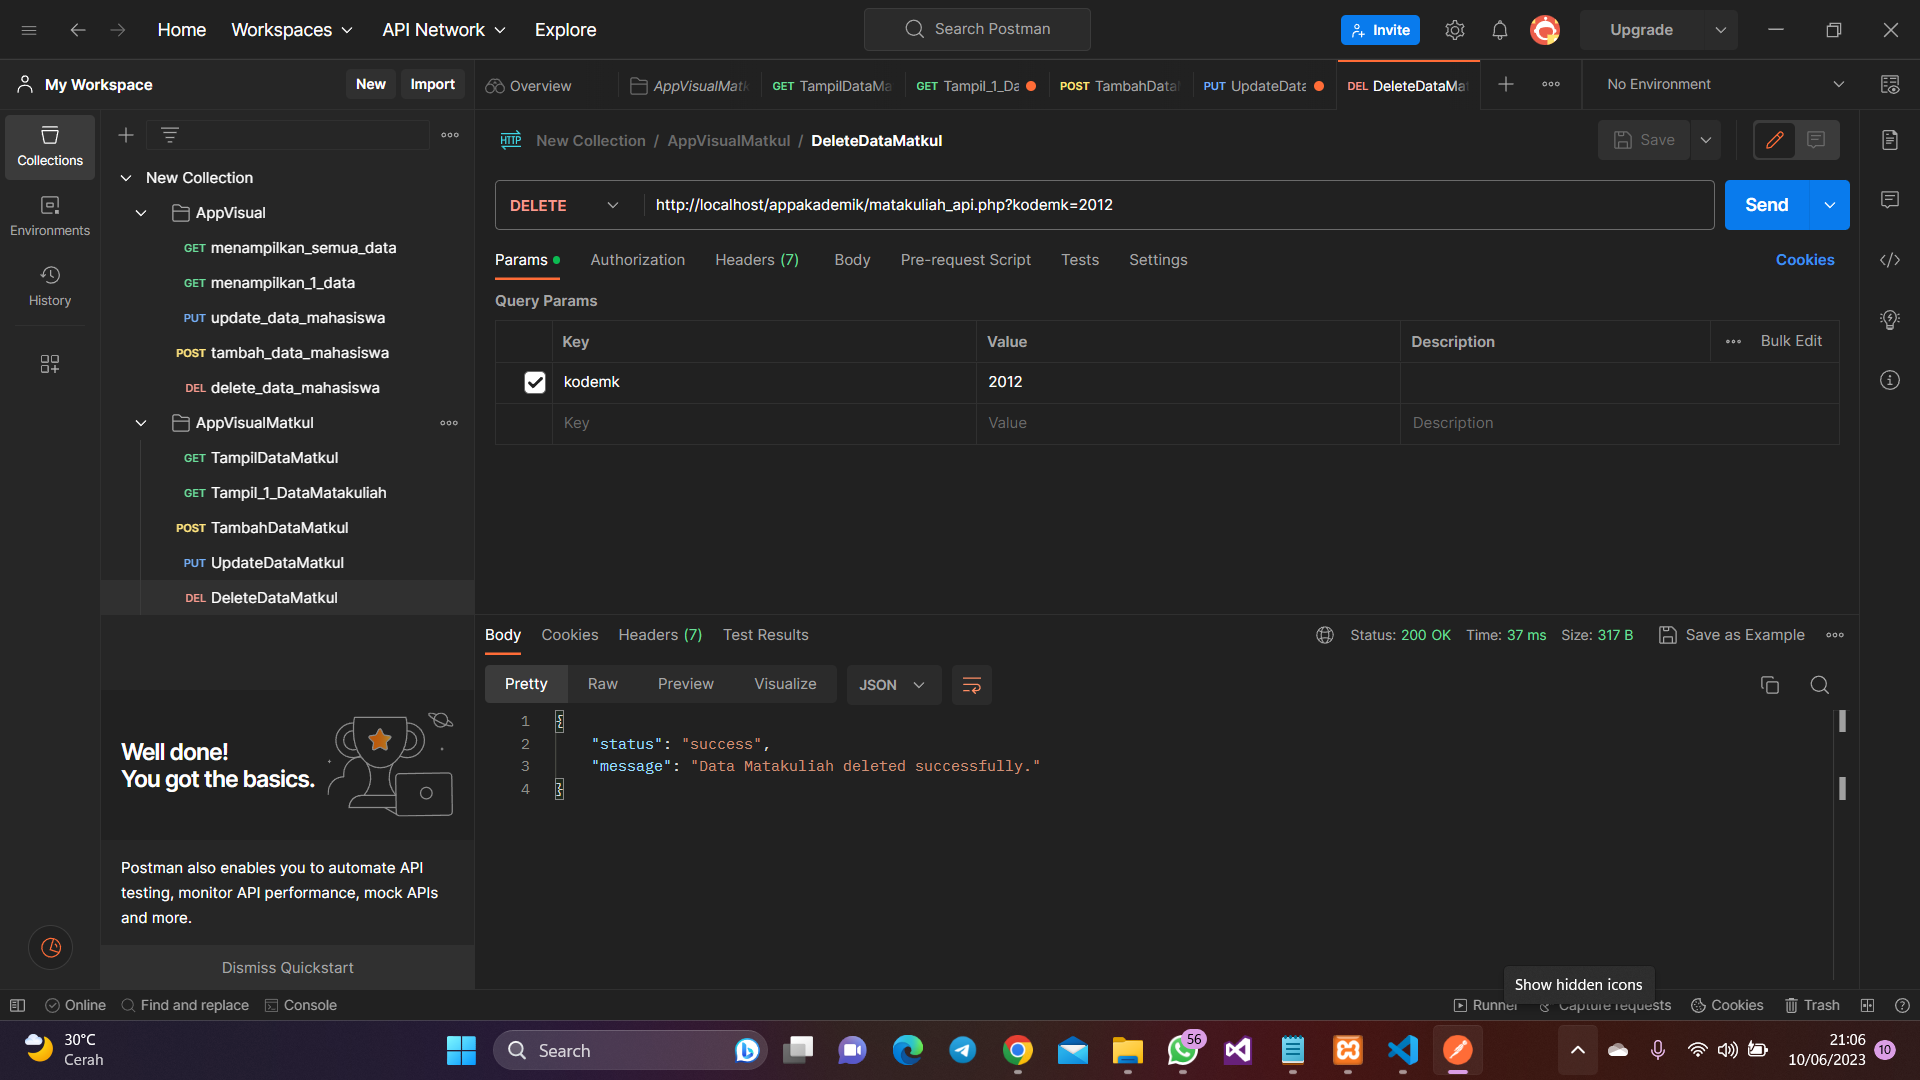 Home
Workspaces
API Network
Explore
Search Postman
Invite
Upgrade
My Workspace
New
Import
Overview
AppVisualMatk
GET TampilDataMa
GET Tampil_1_Da
POST TambahData
PUT UpdateData
DEL DeleteDataMat
No Environment
Collections
Environments
History
New Collection
AppVisual
GET menampilkan_semua_data
GET menampilkan_1_data
PUT update_data_mahasiswa
POST tambah_data_mahasiswa
DEL delete_data_mahasiswa
AppVisualMatkul
GET TampilDataMatkul
GET Tampil_1_DataMatakuliah
POST TambahDataMatkul
PUT UpdateDataMatkul
DEL DeleteDataMatkul
Well done!
You got the basics.
Postman also enables you to automate API
testing, monitor API performance, mock APIs
and more.
Dismiss Quickstart
HTTP New Collection / AppVisualMatkul / DeleteDataMatkul
Save
DELETE
http://localhost/appakademik/matakuliah_api.php?kodemk=2012
Send
Params
Authorization
Headers (7)
Body
Pre-request Script
Tests
Settings
Cookies
Query Params
Key Value Description Bulk Edit
kodemk 2012
Key Value Description
Body
Cookies
Headers (7)
Test Results
Status: 200 OK Time: 37 ms Size: 317 B
Save as Example
Pretty
Raw
Preview
Visualize
JSON
1 {
2 "status": "success",
3 "message": "Data Matakuliah deleted successfully."
4 }
Show hidden icons
Online
Find and replace
Console
Runner
Capture requests
Cookies
Trash
30°C
Cerah
Search
56
21:06
10/06/2023
10